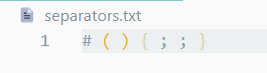 separators.txt
1 # ( ) { ; ; }